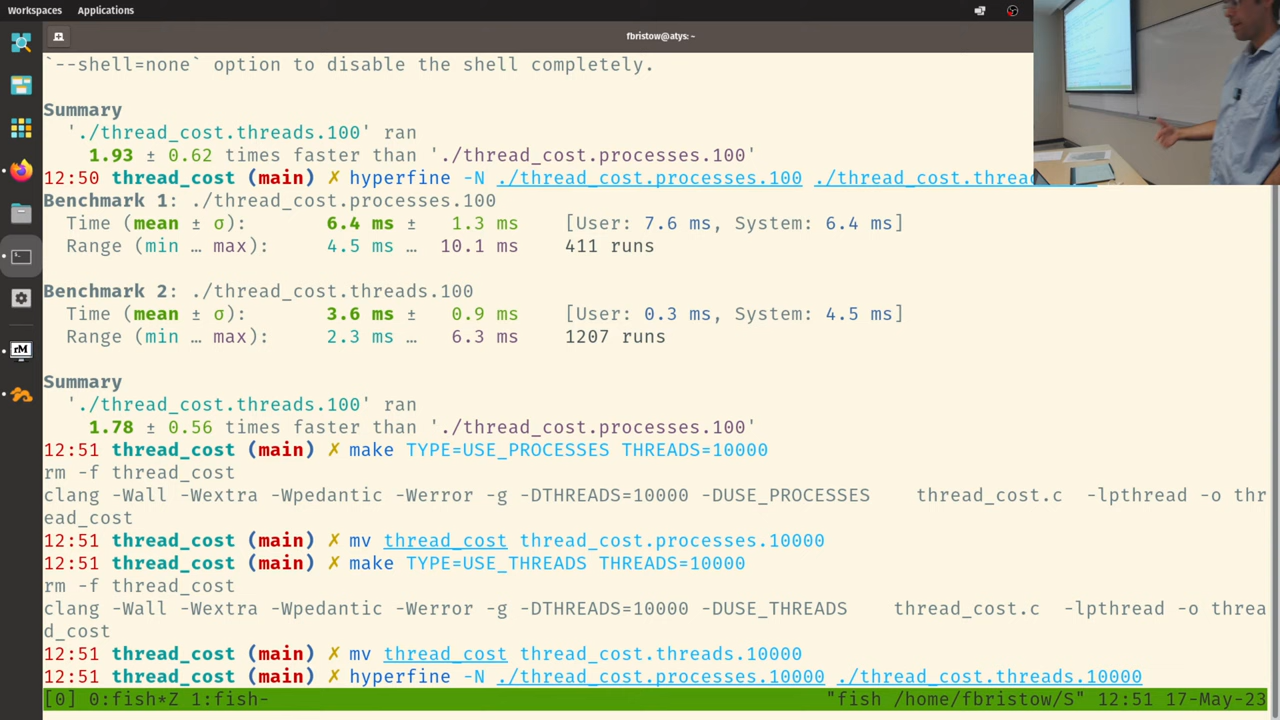 Workspaces Applications
fbristow@atys: ~
`--shell=none` option to disable the shell completely.
Summary
'./thread_cost.threads.100' ran
1.93 ± 0.62 times faster than './thread_cost.processes.100'
12:50 thread_cost (main) ✗ hyperfine -N ./thread_cost.processes.100 ./thread_cost.threa
Benchmark 1: ./thread_cost.processes.100
Time (mean ± σ): 6.4 ms ± 1.3 ms [User: 7.6 ms, System: 6.4 ms]
Range (min … max): 4.5 ms … 10.1 ms 411 runs
Benchmark 2: ./thread_cost.threads.100
Time (mean ± σ): 3.6 ms ± 0.9 ms [User: 0.3 ms, System: 4.5 ms]
Range (min … max): 2.3 ms … 6.3 ms 1207 runs
Summary
'./thread_cost.threads.100' ran
1.78 ± 0.56 times faster than './thread_cost.processes.100'
12:51 thread_cost (main) ✗ make TYPE=USE_PROCESSES THREADS=10000
rm -f thread_cost
clang -Wall -Wextra -Wpedantic -Werror -g -DTHREADS=10000 -DUSE_PROCESSES thread_cost.c -lpthread -o thr
ead_cost
12:51 thread_cost (main) ✗ mv thread_cost thread_cost.processes.10000
12:51 thread_cost (main) ✗ make TYPE=USE_THREADS THREADS=10000
rm -f thread_cost
clang -Wall -Wextra -Wpedantic -Werror -g -DTHREADS=10000 -DUSE_THREADS thread_cost.c -lpthread -o threa
d_cost
12:51 thread_cost (main) ✗ mv thread_cost thread_cost.threads.10000
12:51 thread_cost (main) ✗ hyperfine -N ./thread_cost.processes.10000 ./thread_cost.threads.10000
[0] 0:fish*Z 1:fish- "fish /home/fbristow/S" 12:51 17-May-23
rM